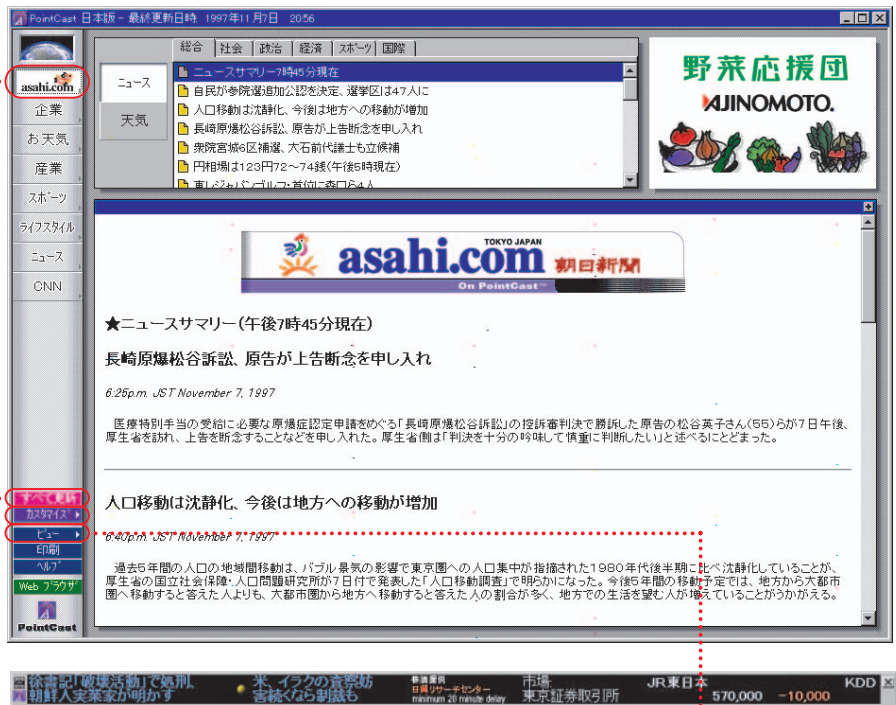 PointCast 日本版 - 最終更新日時: 1997年11月7日 20:56
asahi.com
企業
お天気
産業
スポーツ
ライフスタイル
ニュース
CNN
すべて更新
カスタマイズ
ビュー
印刷
ヘルプ
Web ブラウザ
PointCast
ニュース
天気
総合 社会 政治 経済 スポーツ 国際
ニュースサマリー7時45分現在
自民が参院選追加公認を決定、選挙区は47人に
人口移動は沈静化、今後は地方への移動が増加
長崎原爆松谷訴訟、原告が上告断念を申し入れ
衆院宮城6区補選、大石前代議士も立候補
円相場は123円72〜74銭(午後5時現在)
東レジャパンゴルフ・首位に森口ら4人
野菜応援団
AJINOMOTO.
TOKYO JAPAN
asahi.com 朝日新聞
On PointCast™
★ニュースサマリー(午後7時45分現在)
長崎原爆松谷訴訟、原告が上告断念を申し入れ
6:25p.m. JST November 7, 1997
医療特別手当の受給に必要な原爆症認定申請をめぐる「長崎原爆松谷訴訟」の控訴審判決で勝訴した原告の松谷英子さん(55)らが7日午後、
厚生省を訪れ、上告を断念することなどを申し入れた。厚生省側は「判決を十分の吟味して慎重に判断したい」と述べるにとどまった。
人口移動は沈静化、今後は地方への移動が増加
6:40p.m. JST November 7, 1997
過去5年間の人口の地域間移動は、バブル景気の影響で東京圏への人口集中が指摘された1980年代後半期に比べ沈静化していることが、
厚生省の国立社会保障・人口問題研究所が7日付で発表した「人口移動調査」で明らかになった。今後5年間の移動予定では、地方から大都市
圏へ移動すると答えた人よりも、大都市圏から地方へ移動すると答えた人の割合が多く、地方での生活を望む人が増えていることがうかがえる。
徐書記「破壊活動」で処刑、
朝鮮人実業家が明かす
米、イラクの査察妨
害続くなら制裁も
株価提供
日興リサーチセンター
minimum 20 minute delay
市場
東京証券取引所
JR東日本
570,000 -10,000
KDD